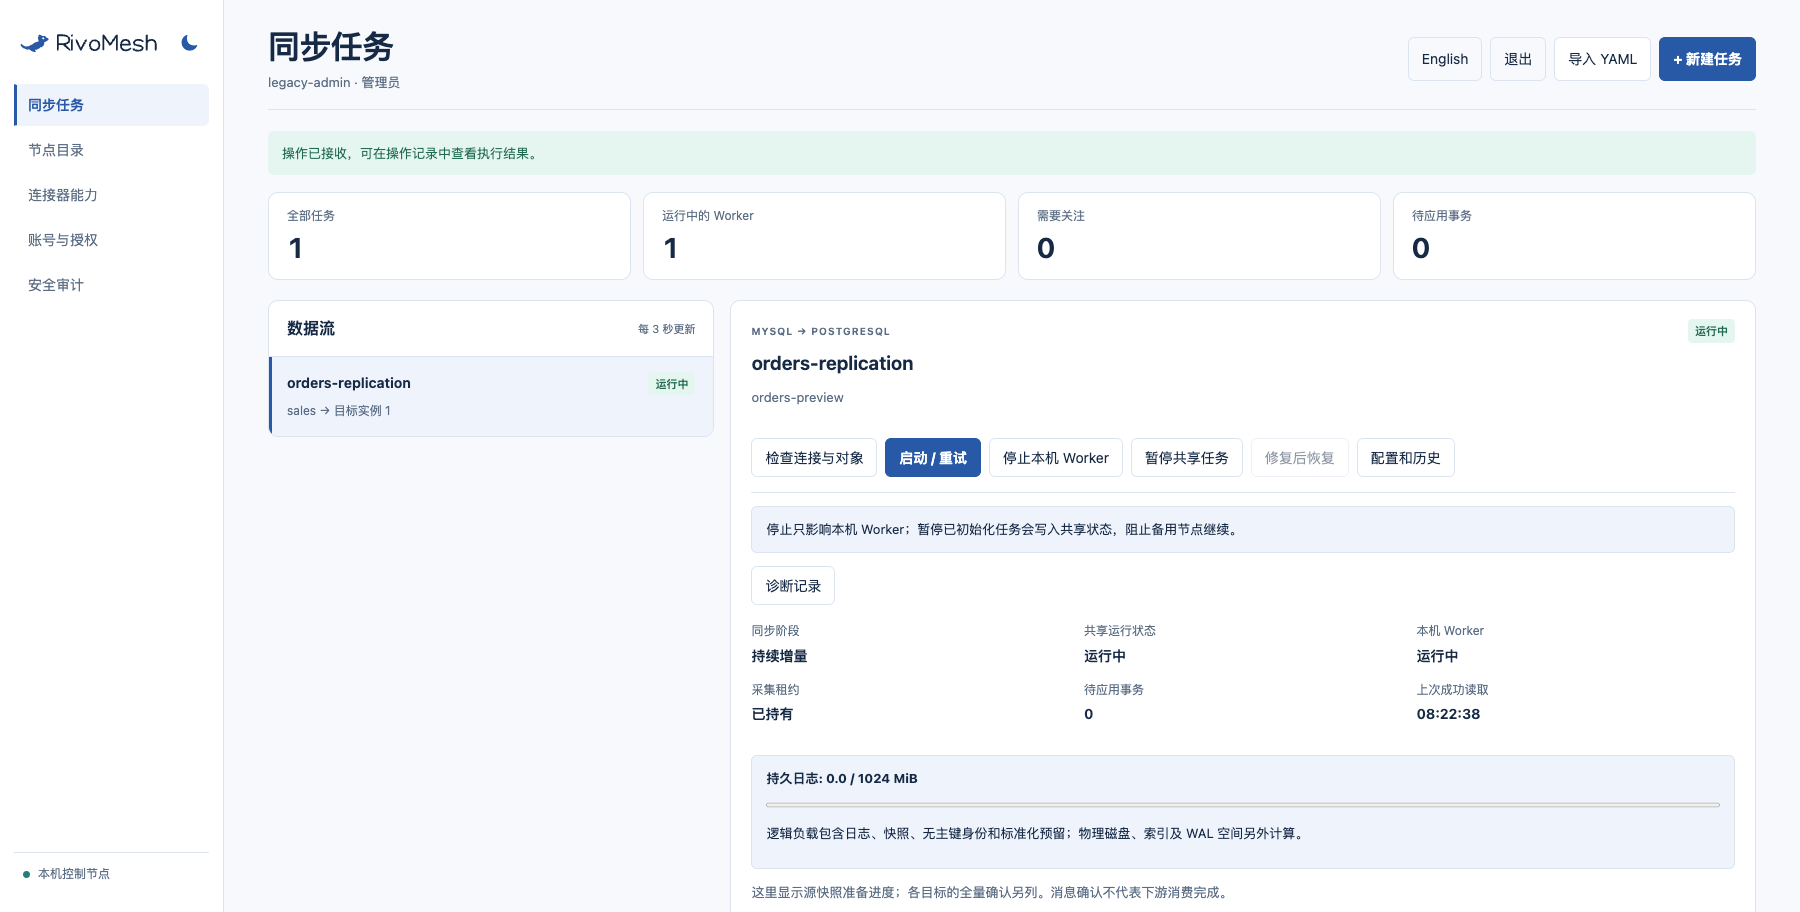 RivoMesh
同步任务
节点目录
连接器能力
账号与授权
安全审计
本机控制节点
同步任务
legacy-admin · 管理员
English
退出
导入 YAML
+ 新建任务
操作已接收，可在操作记录中查看执行结果。
全部任务
1
运行中的 Worker
1
需要关注
0
待应用事务
0
数据流
每 3 秒更新
orders-replication
运行中
sales → 目标实例 1
MYSQL → POSTGRESQL
运行中
orders-replication
orders-preview
检查连接与对象
启动 / 重试
停止本机 Worker
暂停共享任务
修复后恢复
配置和历史
停止只影响本机 Worker；暂停已初始化任务会写入共享状态，阻止备用节点继续。
诊断记录
同步阶段
持续增量
共享运行状态
运行中
本机 Worker
运行中
采集租约
已持有
待应用事务
0
上次成功读取
08:22:38
持久日志: 0.0 / 1024 MiB
逻辑负载包含日志、快照、无主键身份和标准化预留；物理磁盘、索引及 WAL 空间另外计算。
这里显示源快照准备进度；各目标的全量确认另列。消息确认不代表下游消费完成。